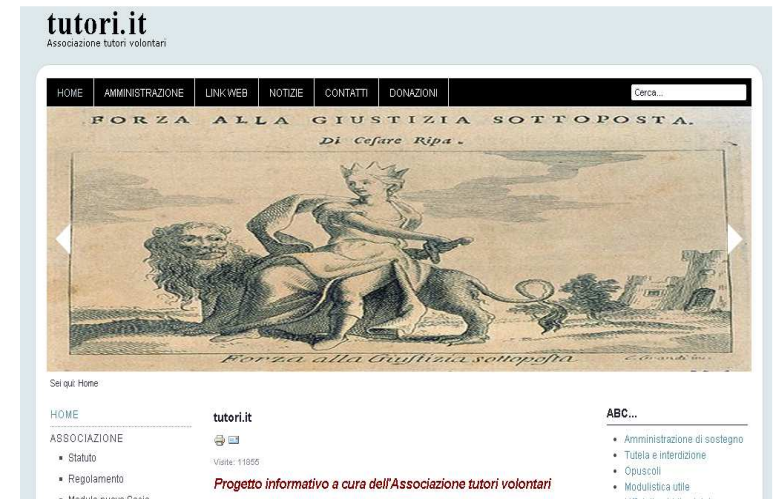 tutori.it
Associazione tutori volontari
HOME
AMMINISTRAZIONE
LINK WEB
NOTIZIE
CONTATTI
DONAZIONI
Cerca...
FORZA ALLA GIUSTIZIA SOTTOPOSTA.
Di Cesare Ripa.
Forza alla Giustizia sottoposta
Sei qui: Home
HOME
ASSOCIAZIONE
Statuto
Regolamento
tutori.it
Visite: 11855
Progetto informativo a cura dell'Associazione tutori volontari
ABC...
Amministrazione di sostegno
Tutela e interdizione
Opuscoli
Modulistica utile